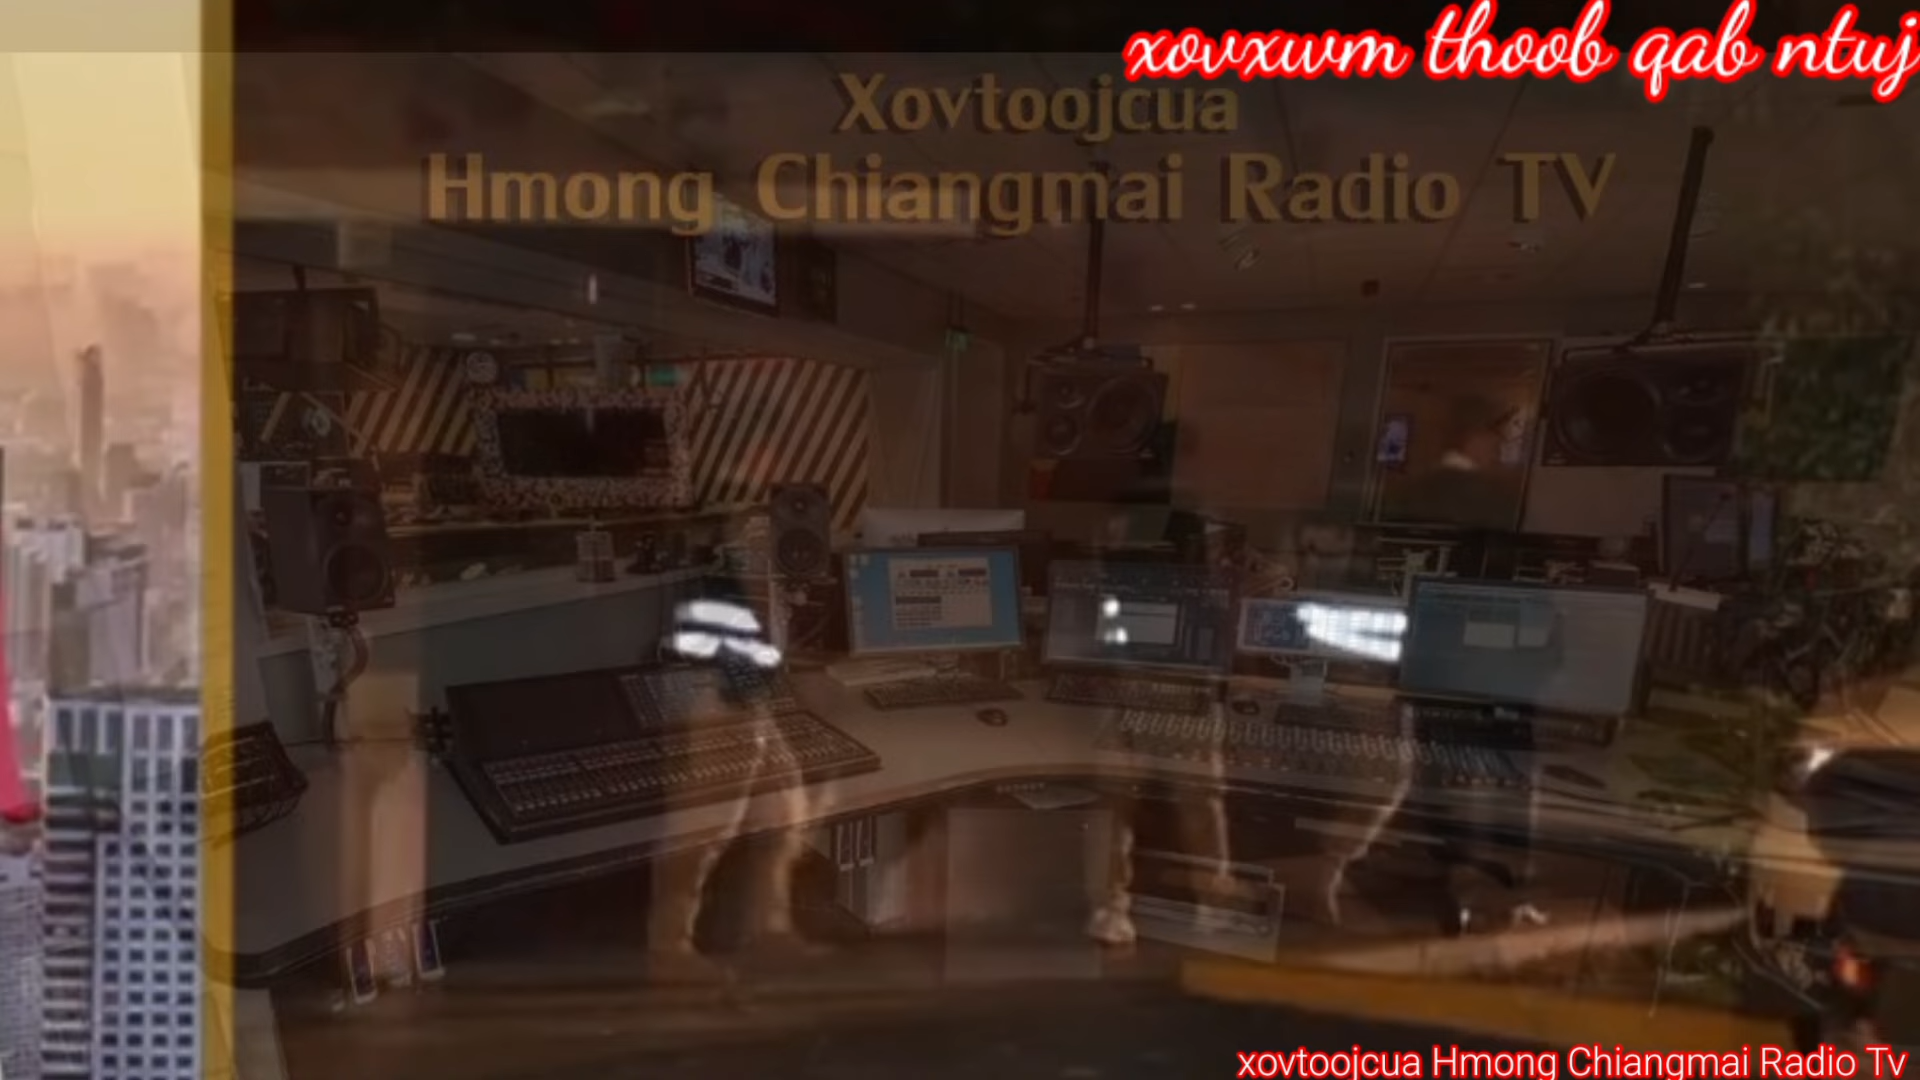 xovxwm thoob qab ntuj
Xovtoojcua
Hmong Chiangmai Radio TV
xovtoojcua Hmong Chiangmai Radio Tv